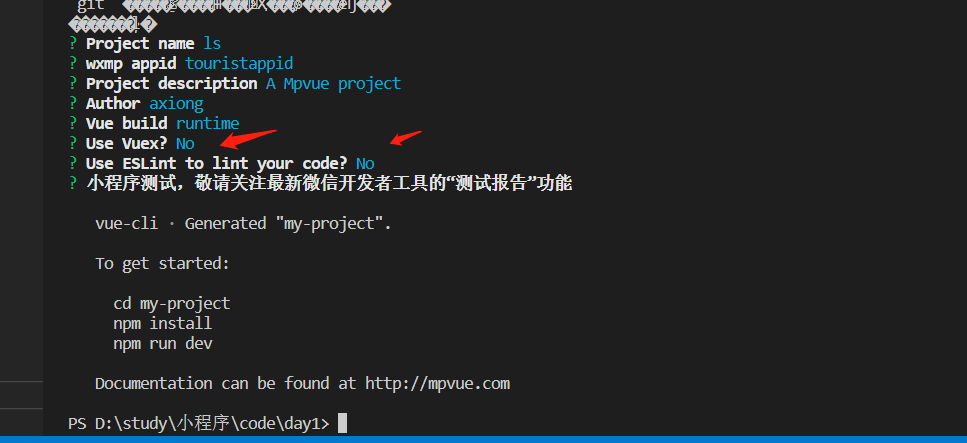 git
? Project name ls
? wxmp appid touristappid
? Project description A Mpvue project
? Author axiong
? Vue build runtime
? Use Vuex? No
? Use ESLint to lint your code? No
? 小程序测试，敬请关注最新微信开发者工具的“测试报告”功能
vue-cli · Generated "my-project".
To get started:
cd my-project
npm install
npm run dev
Documentation can be found at http://mpvue.com
PS D:\study\小程序\code\day1>